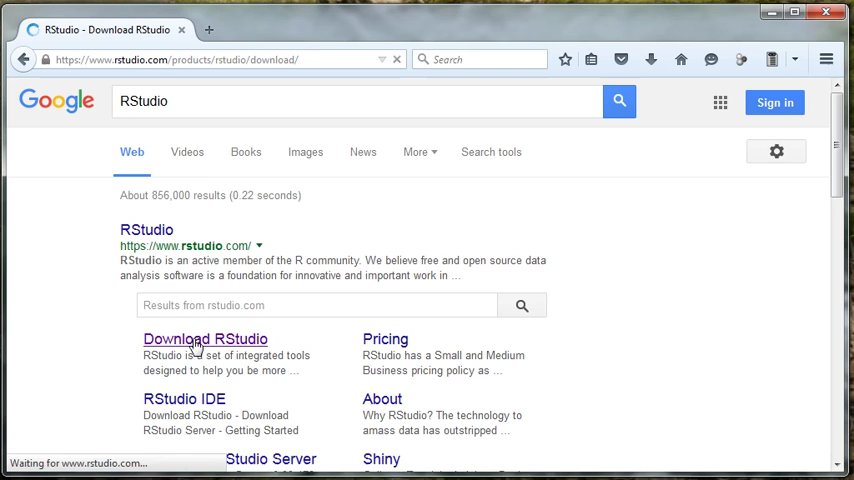 RStudio - Download RStudio
https://www.rstudio.com/products/rstudio/download/
Search
Google
RStudio
Sign in
Web Videos Books Images News More Search tools
About 856,000 results (0.22 seconds)
RStudio
https://www.rstudio.com/
RStudio is an active member of the R community. We believe free and open source data
analysis software is a foundation for innovative and important work in ...
Results from rstudio.com
Download RStudio
RStudio is a set of integrated tools
designed to help you be more ...
Pricing
RStudio has a Small and Medium
Business pricing policy as ...
RStudio IDE
Download RStudio - Download
RStudio Server - Getting Started
About
Why RStudio? The technology to
amass data has outstripped ...
Studio Server
Shiny
Waiting for www.rstudio.com...